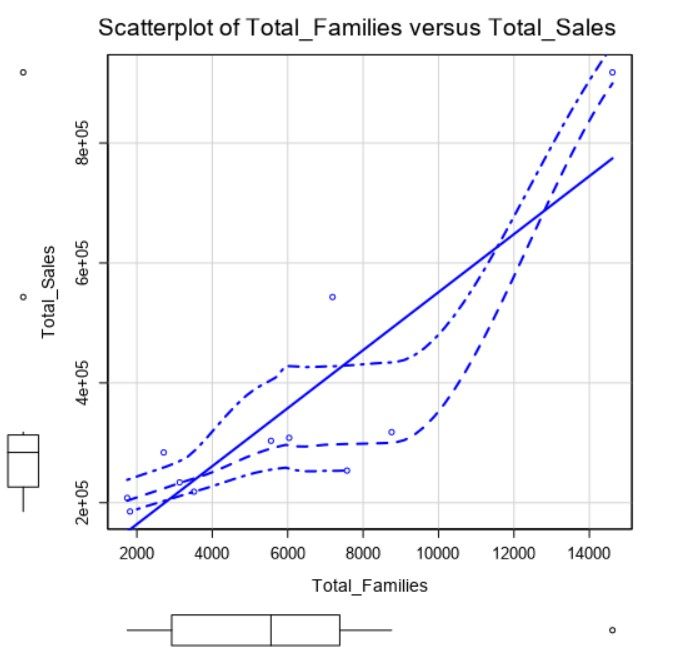 Scatterplot of Total_Families versus Total_Sales
Total_Sales
8e+05
6e+05
4e+05
2e+05
2000 4000 6000 8000 10000 12000 14000
Total_Families